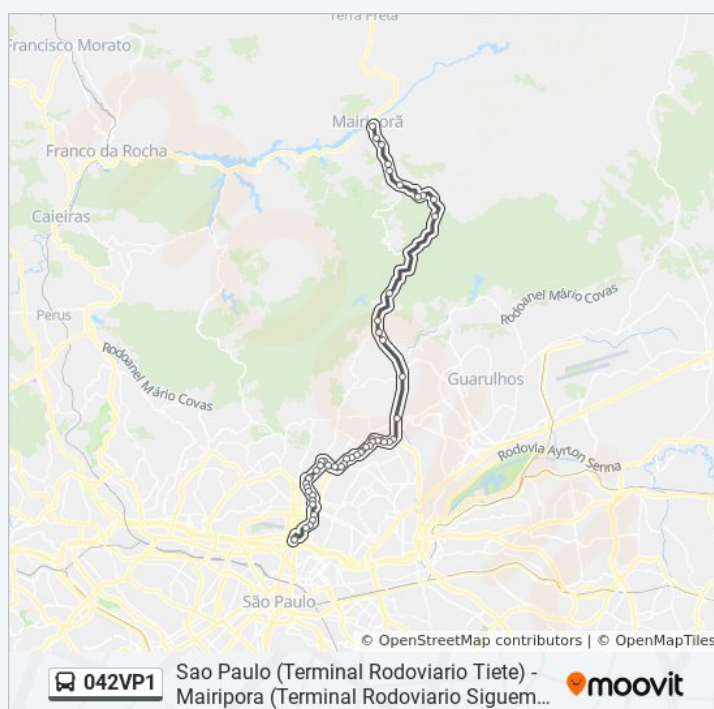 Terra Preta
Francisco Morato
Mairiporã
Franco da Rocha
Caieiras
Rodoanel Mário Covas
Perus
Rodoanel Mário Covas
Guarulhos
Rodovia Ayrton Senna
São Paulo
© OpenStreetMap contributors | © OpenMapTiles
042VP1
Sao Paulo (Terminal Rodoviario Tiete) -
Mairipora (Terminal Rodoviario Siguem...
moovit